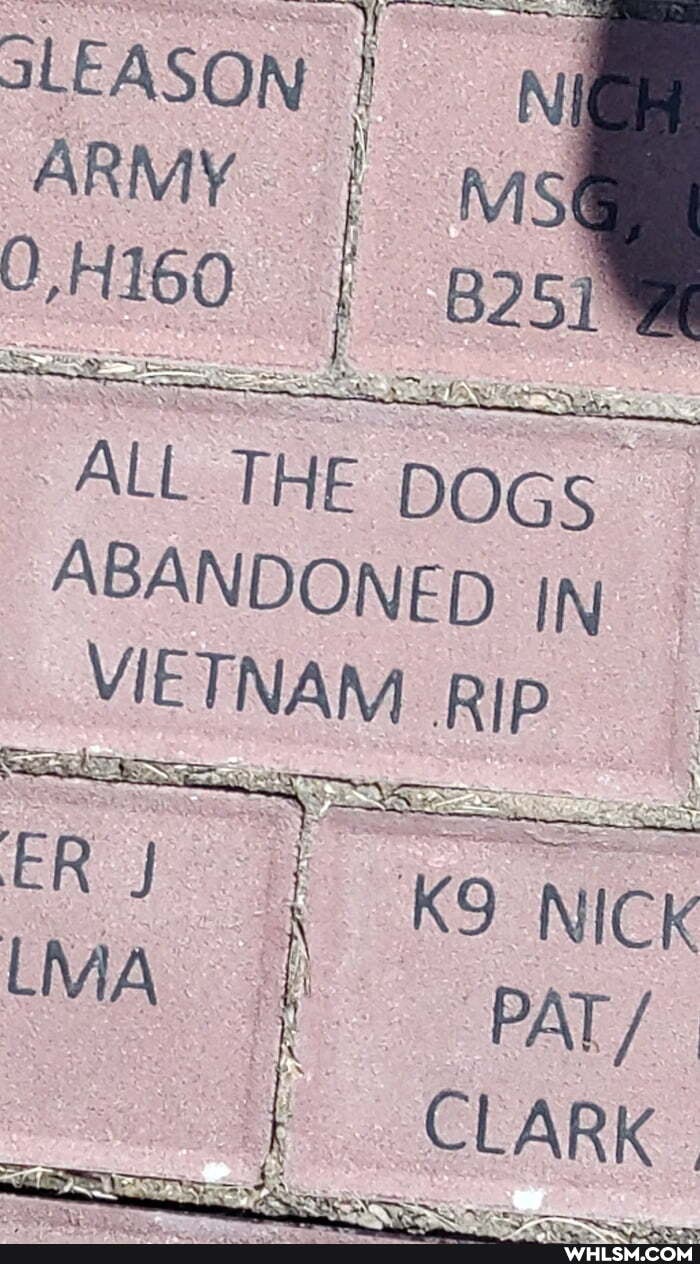 GLEASON
ARMY
0,H160
NICH
MSG,
B251
ALL THE DOGS
ABANDONED IN
VIETNAM .RIP
KER J
LMA
K9 NICK
PAT/
CLARK
WHLSM.COM